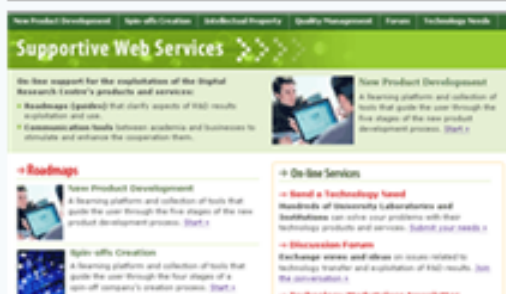 New Product Development Spin-offs Creation Intellectual Property Quality Management Forum Technology Needs
Supportive Web Services
On-line support for the exploitation of the Digital
Research Centre's products and services:
Roadmaps (guides) that clarify aspects of R&D results
exploitation and use.
Communication tools between academia and businesses to
stimulate and enhance the cooperation them.
New Product Development
A learning platform and collection of
tools that guide the user through the
five stages of the new product
development process. Start »
Roadmaps
New Product Development
A learning platform and collection of tools that
guide the user through the five stages of the new
product development process. Start »
Spin-offs Creation
A learning platform and collection of tools that
guide the user through the four stages of a
spin-off company's creation process. Start »
On-line Services
Send a Technology Need
Hundreds of University Laboratories and
Institutions can solve your problems with their
technology products and services. Submit your needs »
Discussion Forum
Exchange views and ideas on issues related to
technology transfer and exploitation of R&D results. Join
the conversation »